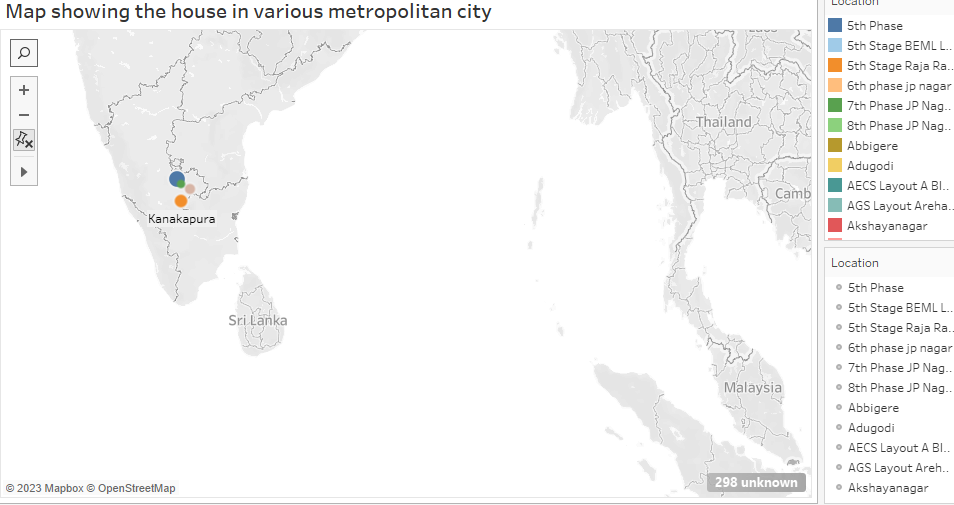 Map showing the house in various metropolitan city
Thailand
Camb
Kanakapura
Sri Lanka
Malaysia
© 2023 Mapbox © OpenStreetMap
298 unknown
Location
5th Phase
5th Stage BEML L..
5th Stage Raja Ra..
6th phase jp nagar
7th Phase JP Nag..
8th Phase JP Nag..
Abbigere
Adugodi
AECS Layout A Bl..
AGS Layout Areha..
Akshayanagar
Location
5th Phase
5th Stage BEML L..
5th Stage Raja Ra..
6th phase jp nagar
7th Phase JP Nag..
8th Phase JP Nag..
Abbigere
Adugodi
AECS Layout A Bl..
AGS Layout Areh..
Akshayanagar